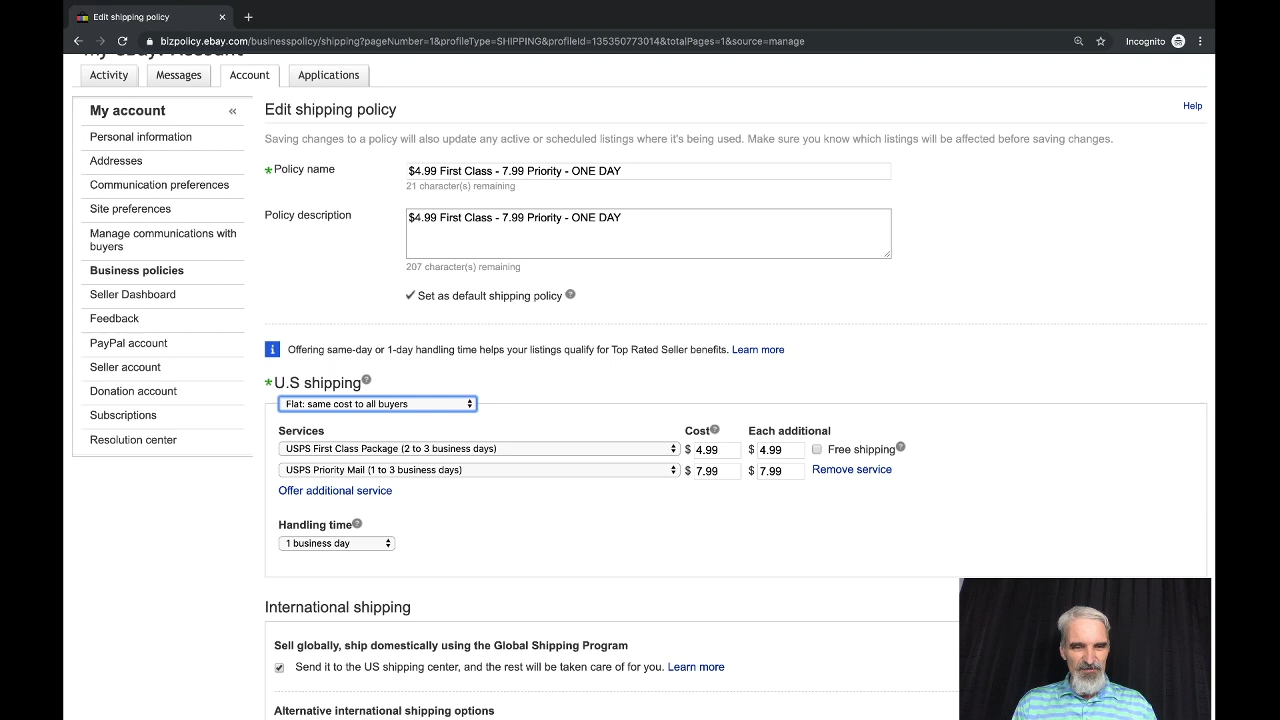 Edit shipping policy
bizpolicy.ebay.com/businesspolicy/shipping?pageNumber=1&profileType=SHIPPING&profileId=135350773014&totalPages=1&source=manage
Incognito
My eBay: Account
Activity
Messages
Account
Applications
My account «
Personal information
Addresses
Communication preferences
Site preferences
Manage communications with
buyers
Business policies
Seller Dashboard
Feedback
PayPal account
Seller account
Donation account
Subscriptions
Resolution center
Edit shipping policy
Help
Saving changes to a policy will also update any active or scheduled listings where it's being used. Make sure you know which listings will be affected before saving changes.
* Policy name
$4.99 First Class - 7.99 Priority - ONE DAY
21 character(s) remaining
Policy description
$4.99 First Class - 7.99 Priority - ONE DAY
207 character(s) remaining
✓ Set as default shipping policy ?
i Offering same-day or 1-day handling time helps your listings qualify for Top Rated Seller benefits. Learn more
* U.S shipping ?
Flat: same cost to all buyers
Services Cost ? Each additional
USPS First Class Package (2 to 3 business days) $ 4.99 $ 4.99 Free shipping ?
USPS Priority Mail (1 to 3 business days) $ 7.99 $ 7.99 Remove service
Offer additional service
Handling time ?
1 business day
International shipping
Sell globally, ship domestically using the Global Shipping Program
Send it to the US shipping center, and the rest will be taken care of for you. Learn more
Alternative international shipping options